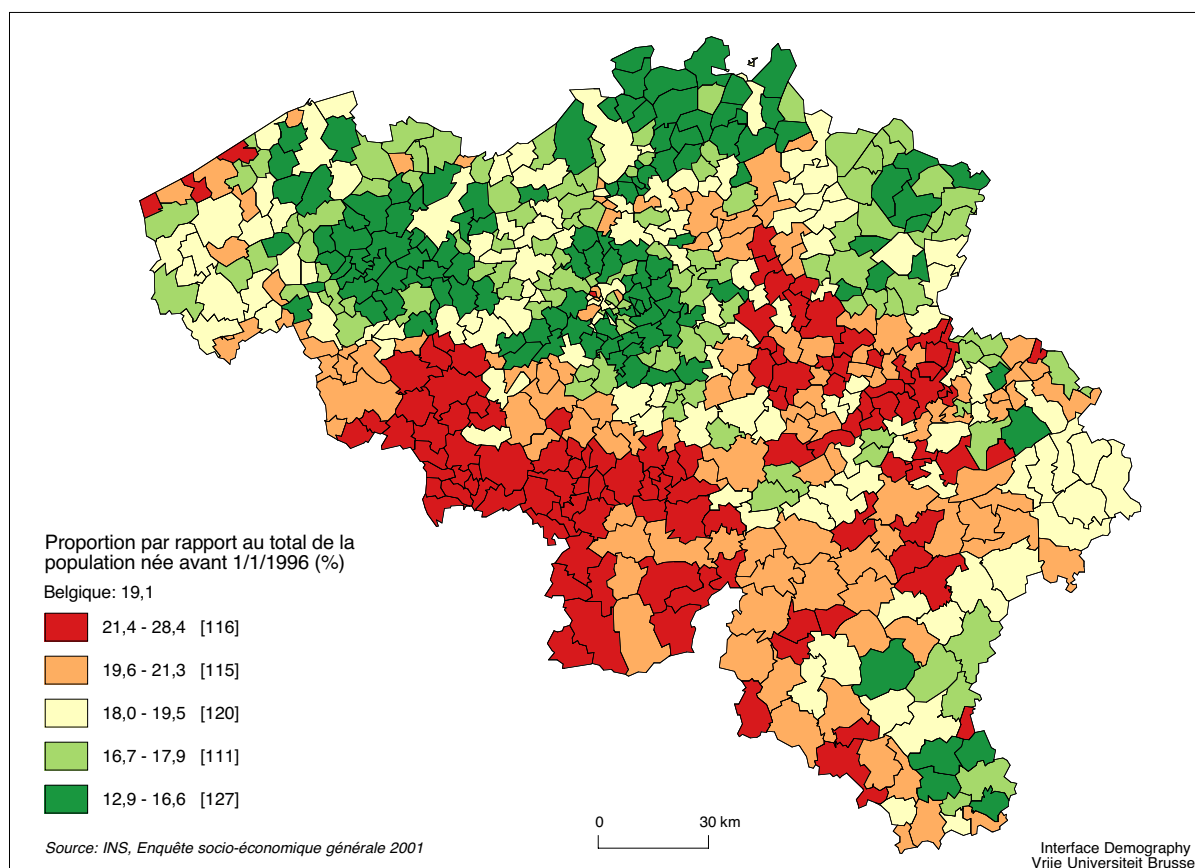 Proportion par rapport au total de la
population née avant 1/1/1996 (%)
Belgique: 19,1
21,4 - 28,4 [116]
19,6 - 21,3 [115]
18,0 - 19,5 [120]
16,7 - 17,9 [111]
12,9 - 16,6 [127]
0 30 km
Source: INS, Enquête socio-économique générale 2001
Interface Demography
Vrije Universiteit Brusse